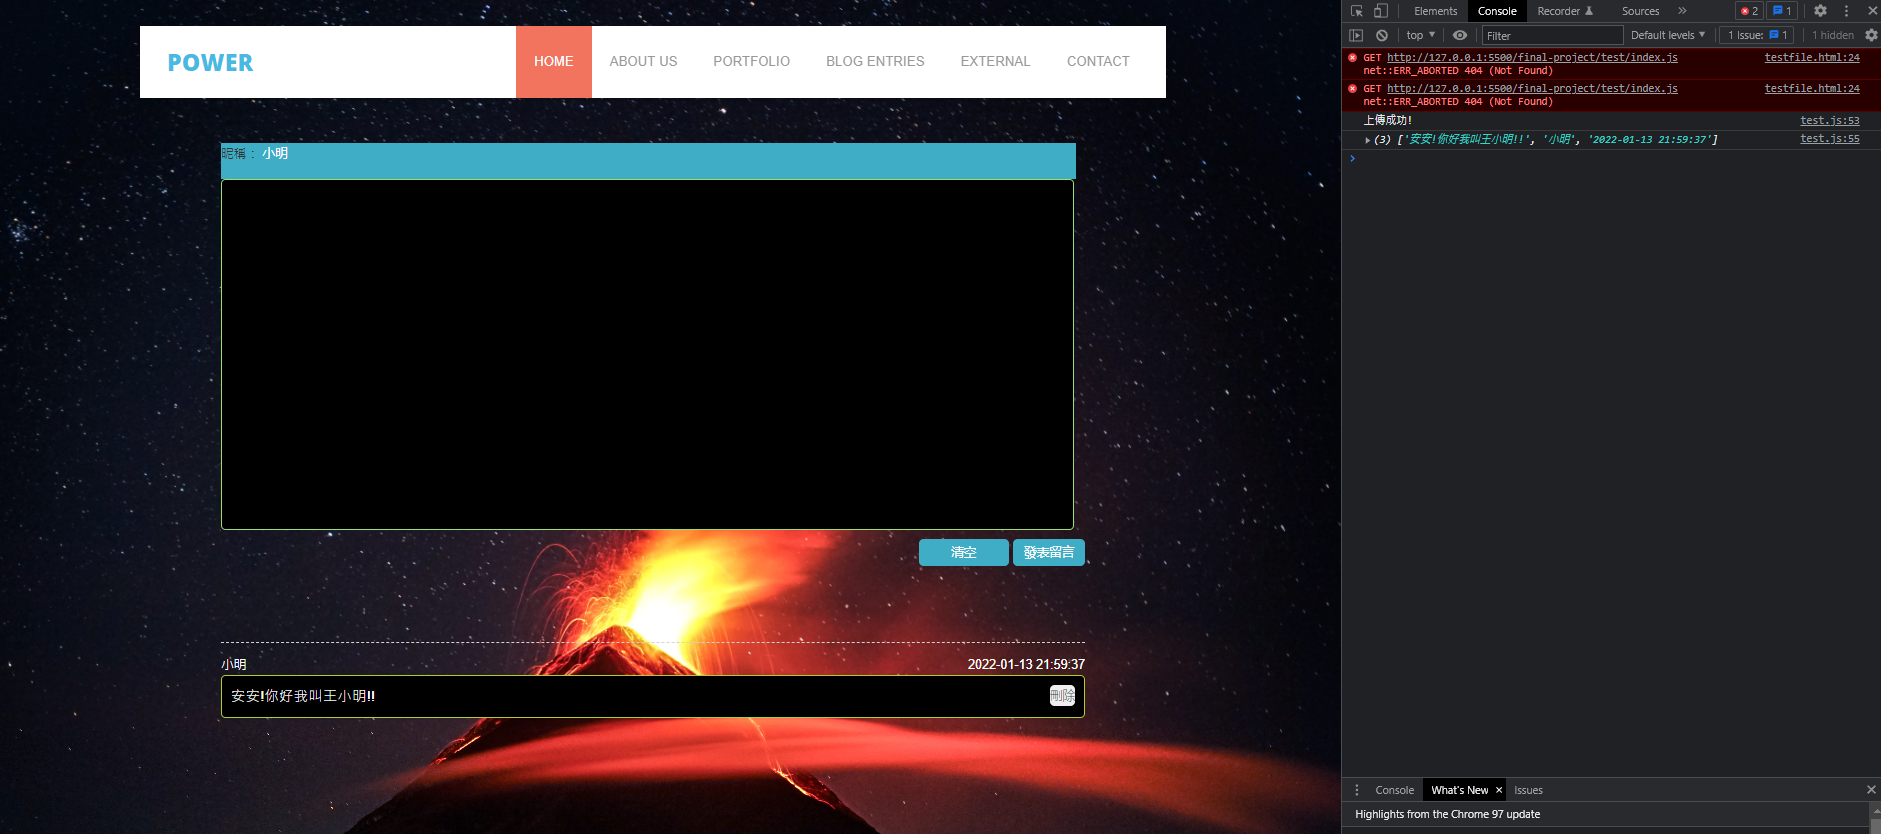 POWER
HOME ABOUT US PORTFOLIO BLOG ENTRIES EXTERNAL CONTACT
昵稱： 小明
清空 發表留言
小明 2022-01-13 21:59:37
安安!你好我叫王小明!! 刪除
Elements Console Recorder Sources » 2 1
top Filter Default levels 1 Issue: 1 1 hidden
GET http://127.0.0.1:5500/final-project/test/index.js testfile.html:24
net::ERR_ABORTED 404 (Not Found)
GET http://127.0.0.1:5500/final-project/test/index.js testfile.html:24
net::ERR_ABORTED 404 (Not Found)
上傳成功! test.js:53
(3) ['安安!你好我叫王小明!!', '小明', '2022-01-13 21:59:37'] test.js:55
Console What's New Issues
Highlights from the Chrome 97 update